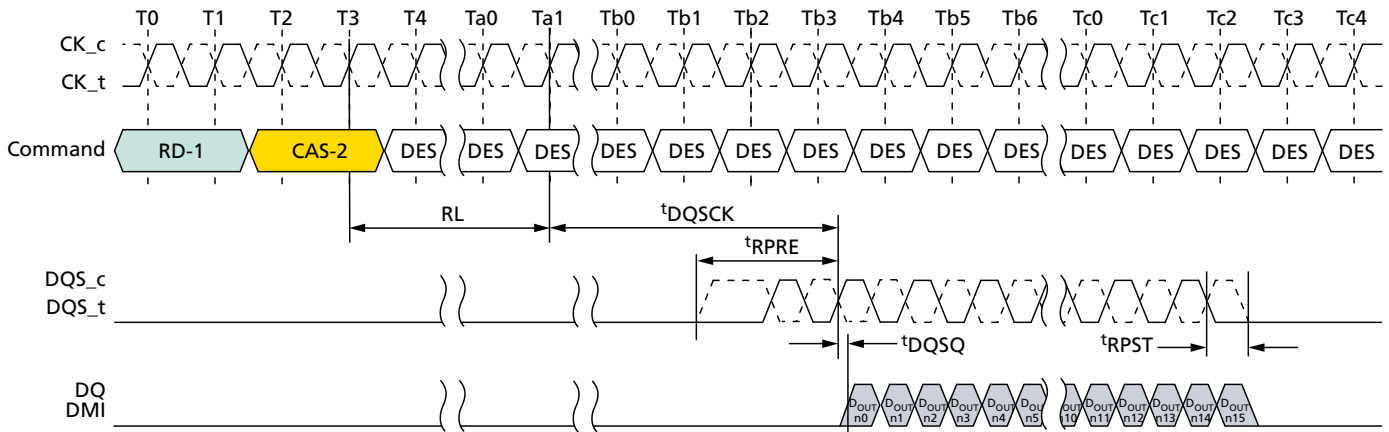 T0 T1 T2 T3 T4 Ta0 Ta1 Tb0 Tb1 Tb2 Tb3 Tb4 Tb5 Tb6 Tc0 Tc1 Tc2 Tc3 Tc4
CK_c
CK_t
Command RD-1 CAS-2 DES DES DES DES DES DES DES DES DES DES DES DES DES DES DES
RL tDQSCK
tRPRE
DQS_c
DQS_t
tDQSQ tRPST
DQ
DMI
DOUT n0 DOUT n1 DOUT n2 DOUT n3 DOUT n4 DOUT n5 DOUT n10 DOUT n11 DOUT n12 DOUT n13 DOUT n14 DOUT n15